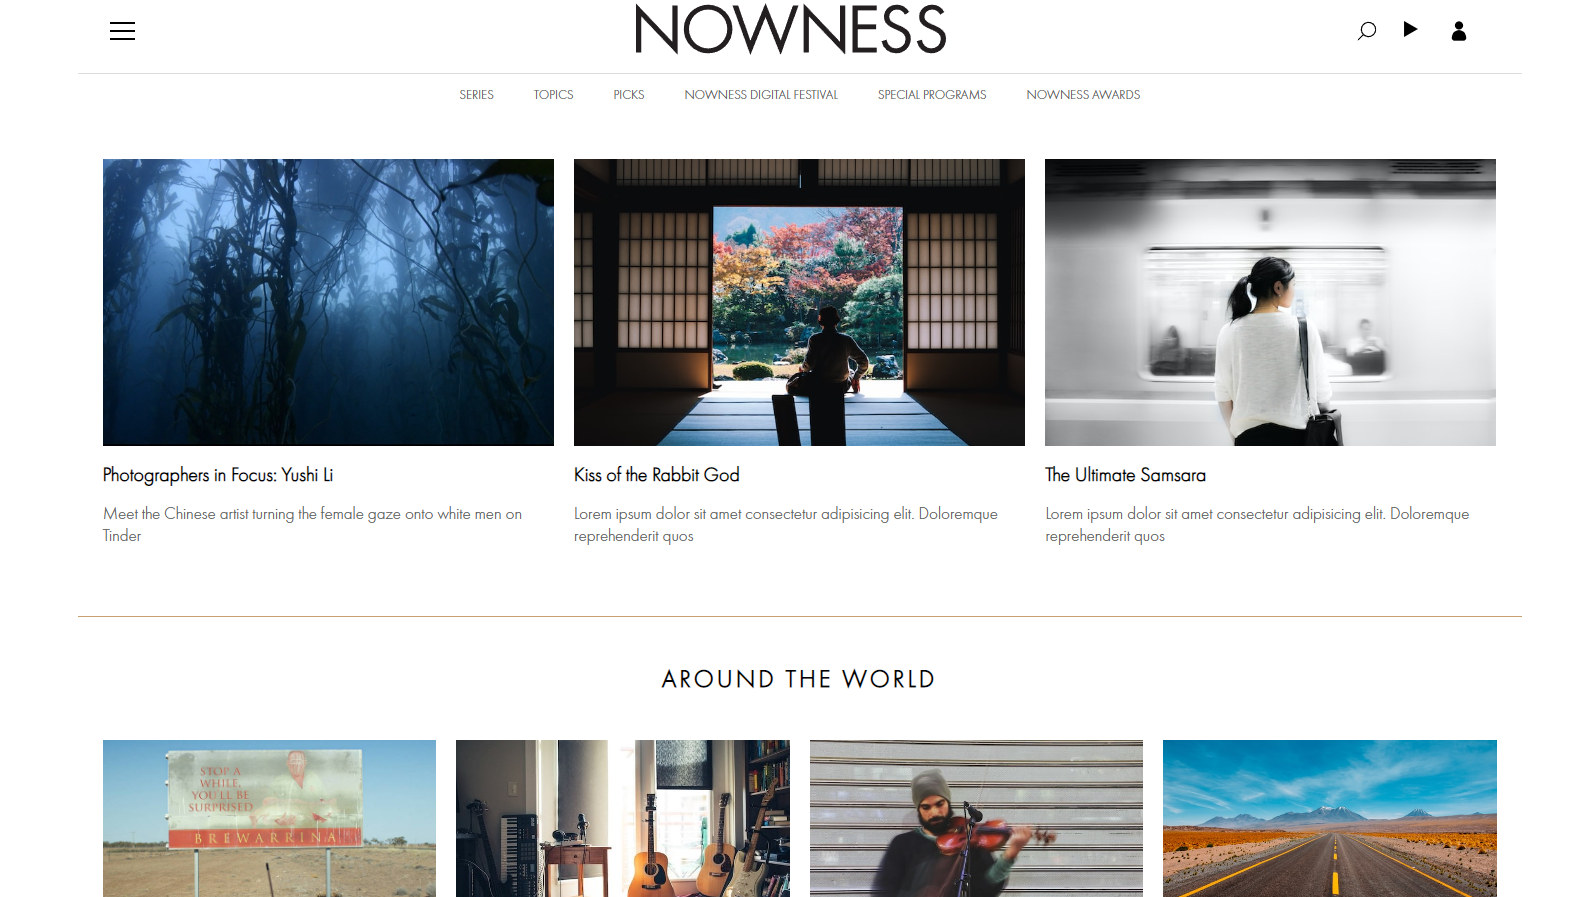 NOWNESS
SERIES
TOPICS
PICKS
NOWNESS DIGITAL FESTIVAL
SPECIAL PROGRAMS
NOWNESS AWARDS
Photographers in Focus: Yushi Li
Meet the Chinese artist turning the female gaze onto white men on
Tinder
Kiss of the Rabbit God
Lorem ipsum dolor sit amet consectetur adipisicing elit. Doloremque
reprehenderit quos
The Ultimate Samsara
Lorem ipsum dolor sit amet consectetur adipisicing elit. Doloremque
reprehenderit quos
AROUND THE WORLD
STOP A
WHILE,
YOU'LL BE
SURPRISED
BREWARRINA